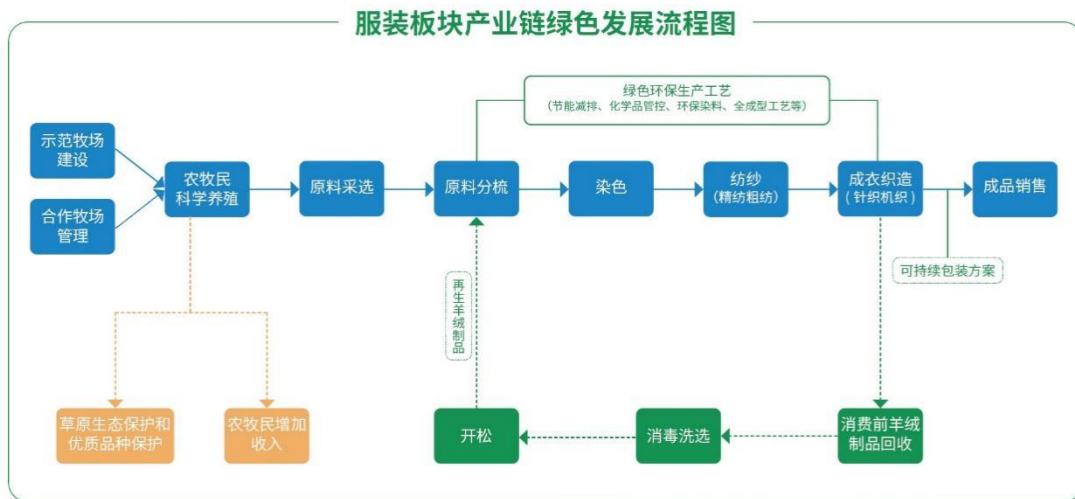 服装板块产业链绿色发展流程图
绿色环保生产工艺
（节能减排、化学品管控、环保染料、全成型工艺等）
示范牧场
建设
合作牧场
管理
农牧民
科学养殖
原料采选
原料分梳
染色
纺纱
（精纺粗纺）
成衣织造
( 针织机织 )
成品销售
可持续包装方案
再生羊绒制品
草原生态保护和
优质品种保护
农牧民增加
收入
开松
消毒洗选
消费前羊绒
制品回收